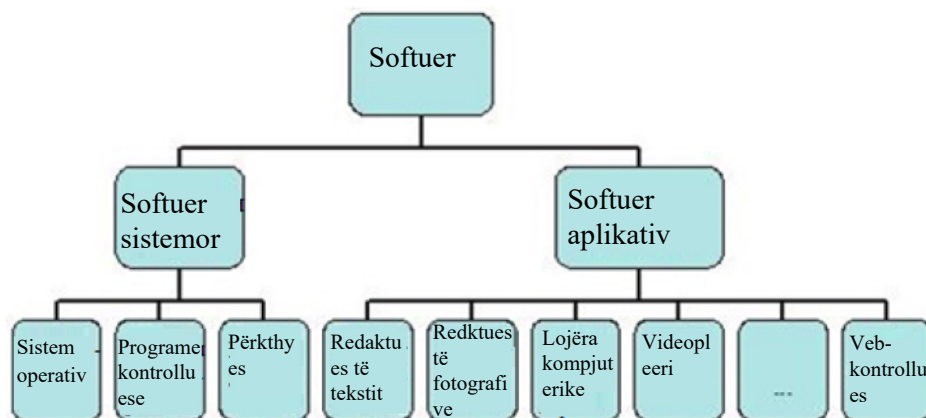 Softuer
Softuer
sistemor
Softuer
aplikativ
Sistem
operativ
Programe
kontrollu
ese
Përkthy
es
Redaktu
es të
tekstit
Redktues
të
fotografi
ve
Lojëra
kompjut
erike
Videopl
eeri
...
Veb-
kontrollu
es